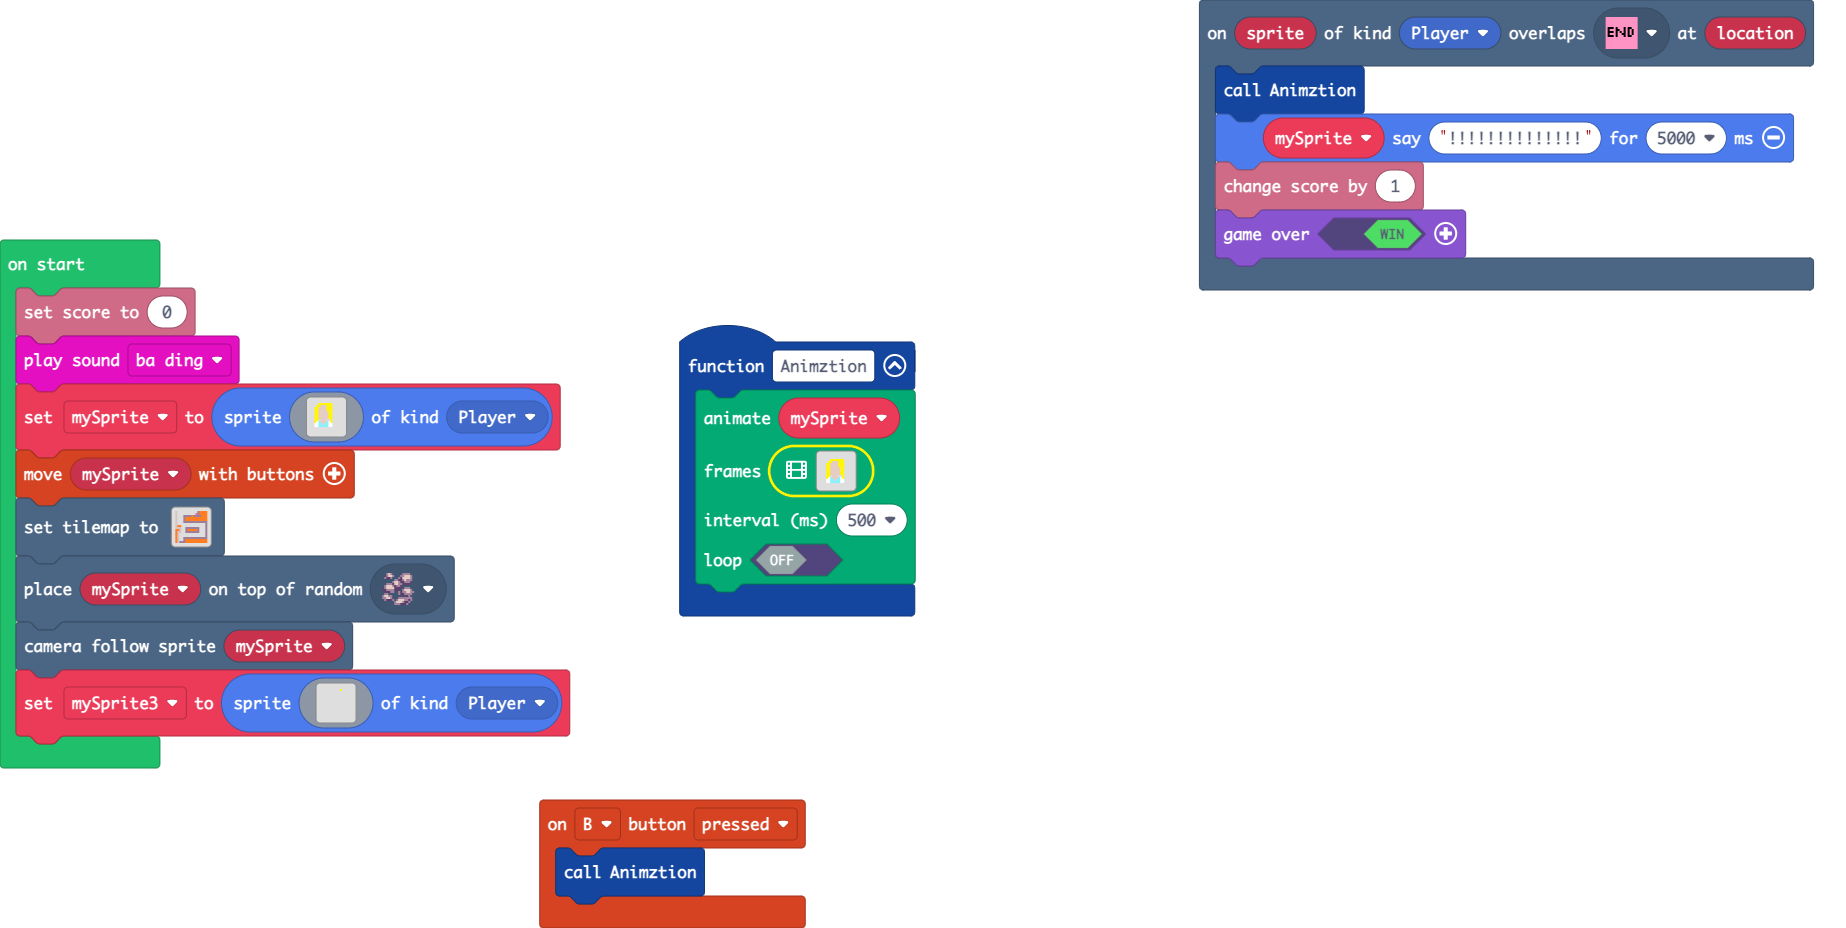 on start
set score to 0
play sound ba ding
set mySprite to sprite of kind Player
move mySprite with buttons
set tilemap to
place mySprite on top of random
camera follow sprite mySprite
set mySprite3 to sprite of kind Player
function Animztion
animate mySprite
frames
interval (ms) 500
loop OFF
on B button pressed
call Animztion
on sprite of kind Player overlaps END at location
call Animztion
mySprite say "!!!!!!!!!!!!!!" for 5000 ms
change score by 1
game over WIN